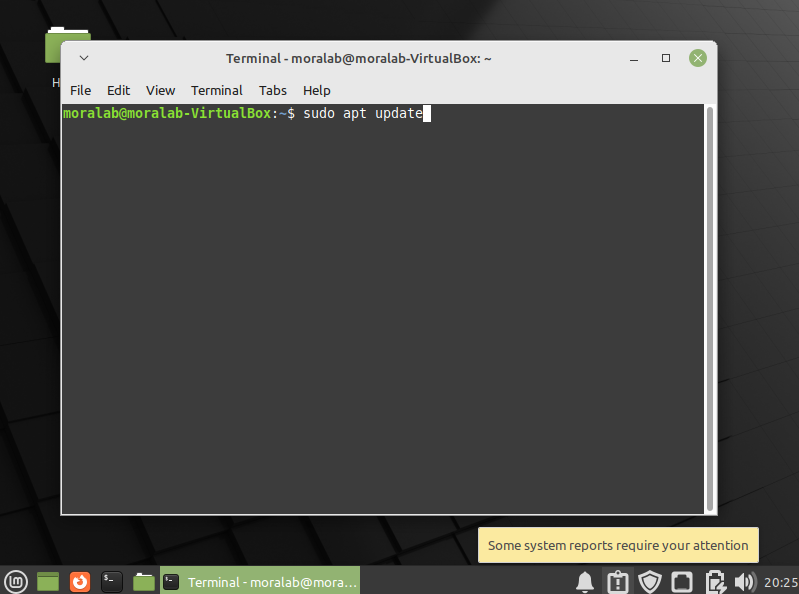 H
Terminal - moralab@moralab-VirtualBox: ~
File Edit View Terminal Tabs Help
moralab@moralab-VirtualBox:~$ sudo apt update
Some system reports require your attention
Terminal - moralab@mora...
20:25